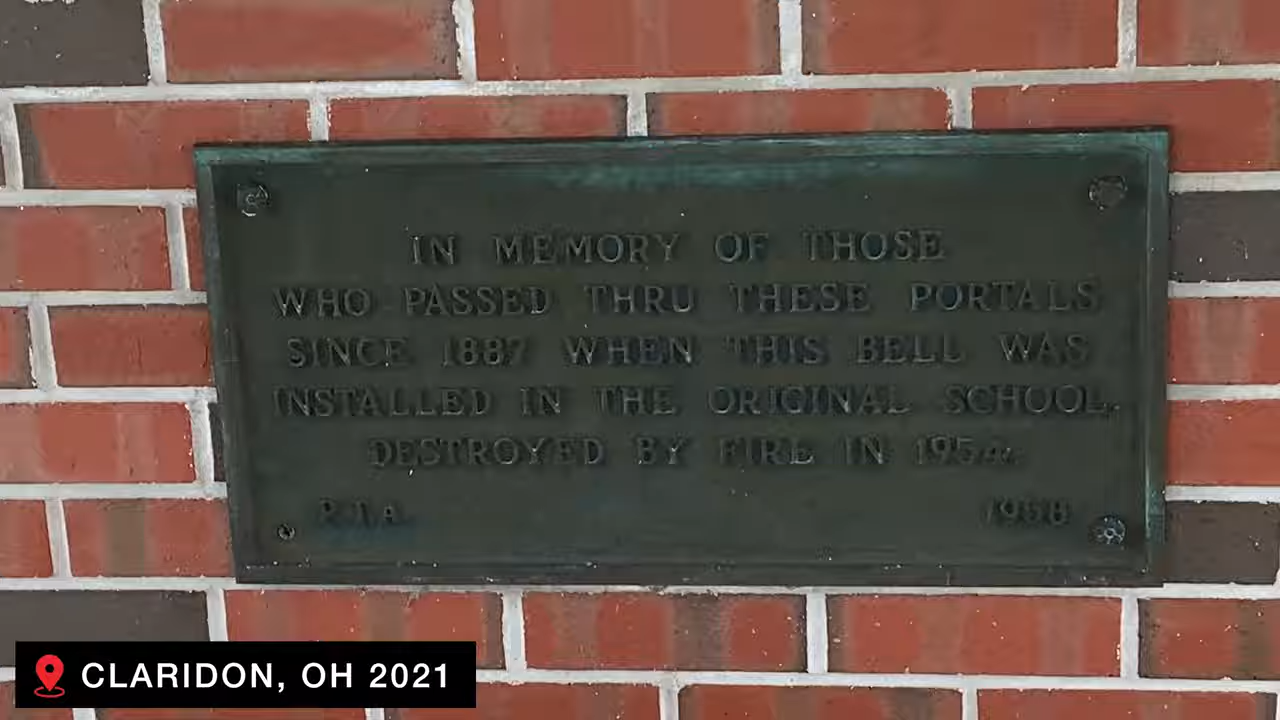 IN MEMORY OF THOSE
WHO PASSED THRU THESE PORTALS
SINCE 1887 WHEN THIS BELL WAS
INSTALLED IN THE ORIGINAL SCHOOL.
DESTROYED BY FIRE IN
P.T.A. 1958
CLARIDON, OH 2021